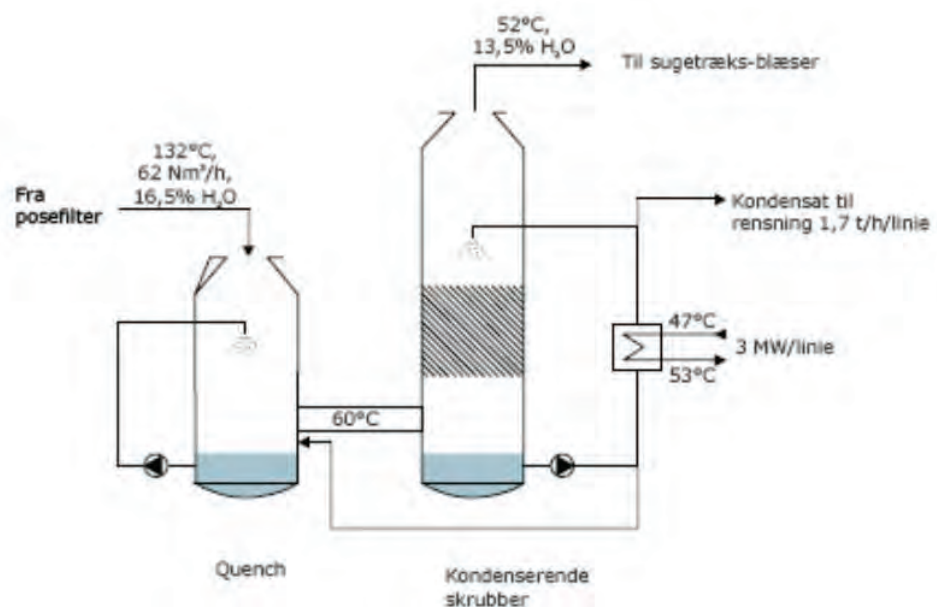 52°C,
13,5% H₂O
Til sugetræks-blæser
132°C,
62 Nm³/h,
16,5% H₂O
Fra
posefilter
Kondensat til
rensning 1,7 t/h/linie
47°C
3 MW/linie
53°C
60°C
Quench
Kondenserende
skrubber